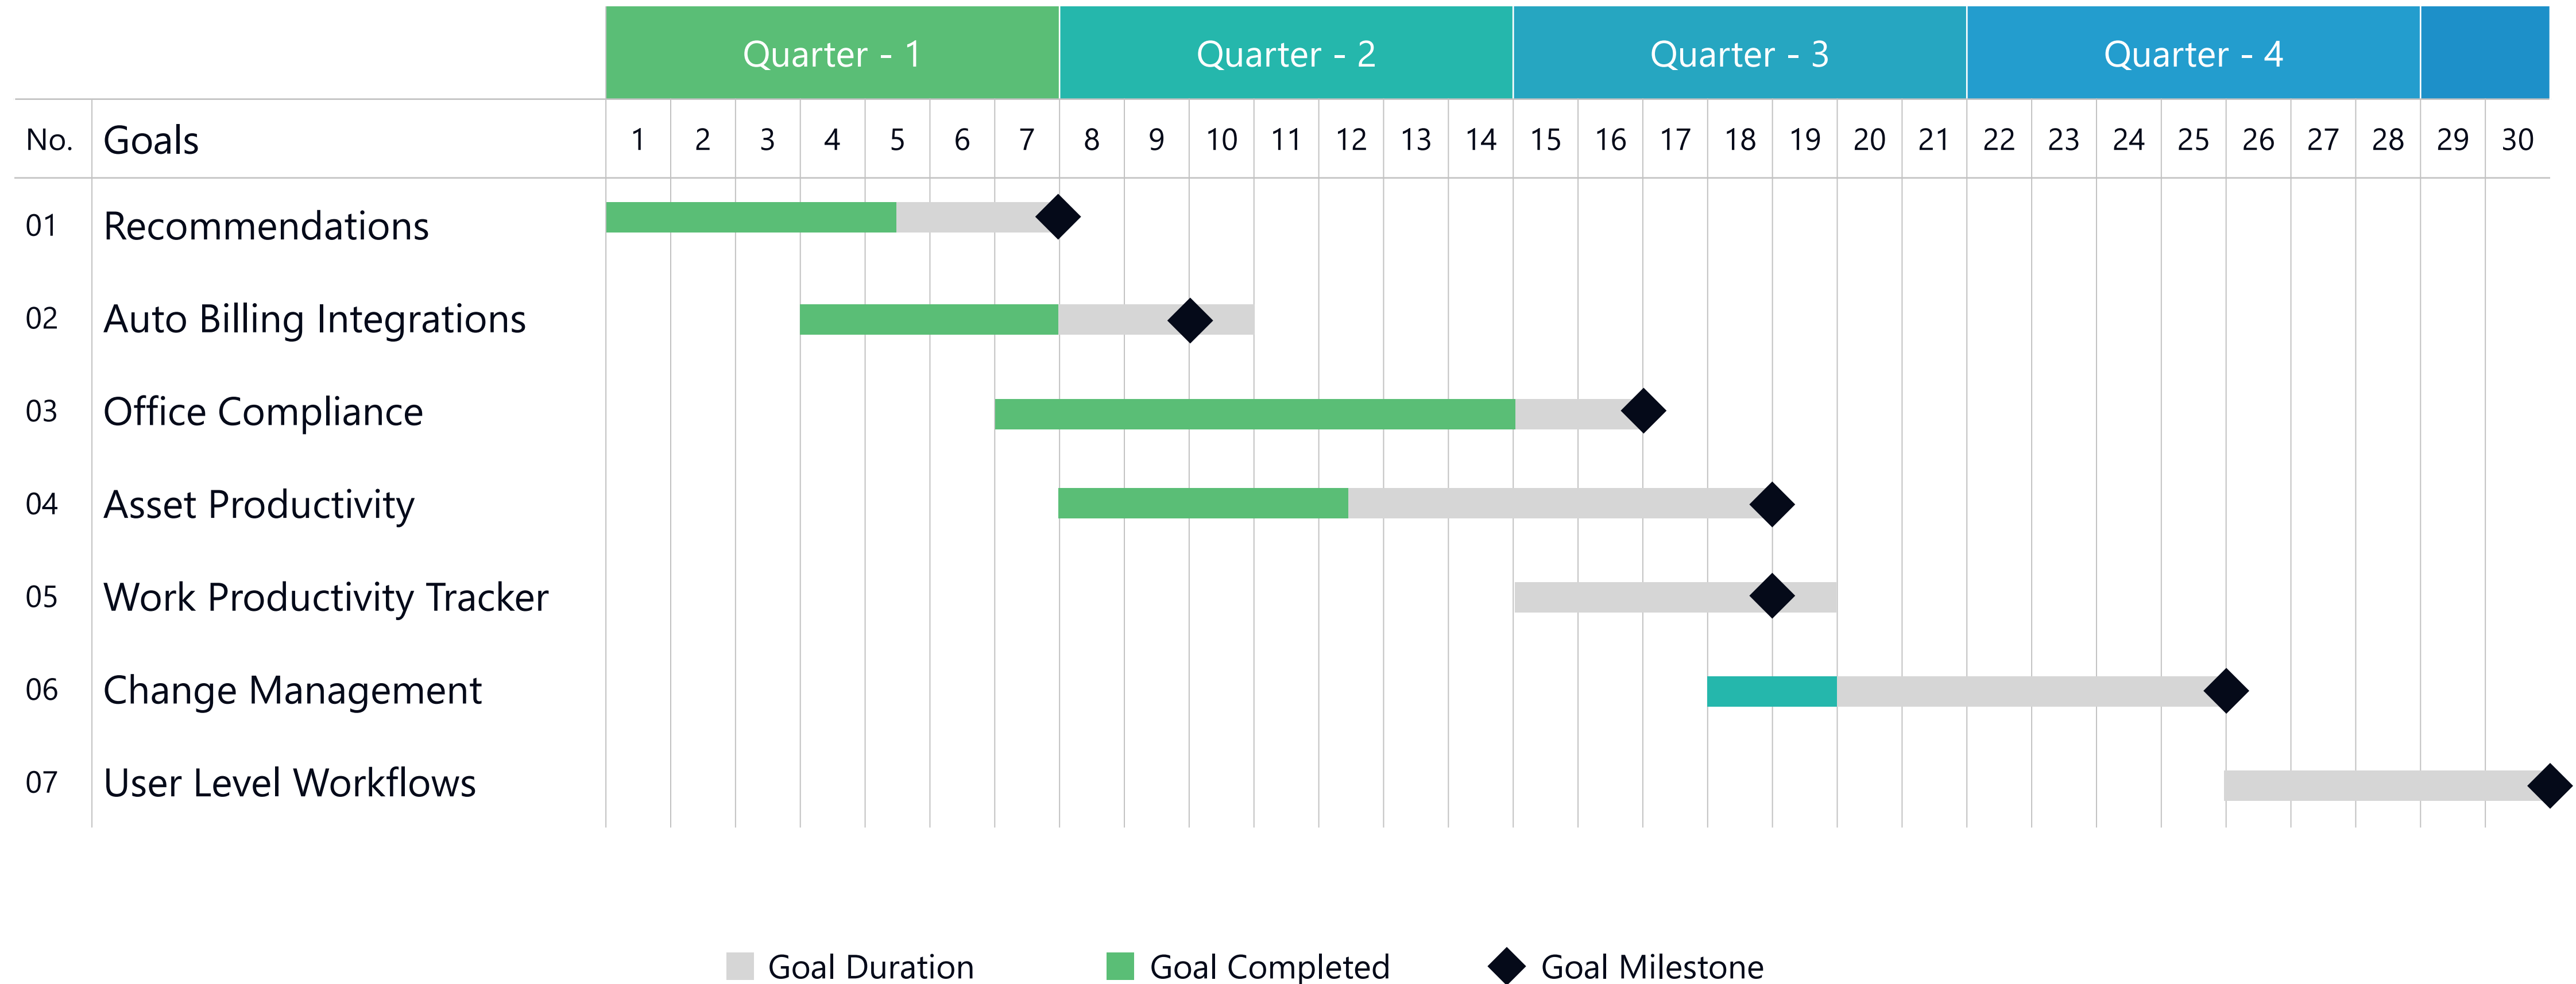 Quarter - 1 Quarter - 2 Quarter - 3 Quarter - 4
No. Goals 1 2 3 4 5 6 7 8 9 10 11 12 13 14 15 16 17 18 19 20 21 22 23 24 25 26 27 28 29 30
01 Recommendations
02 Auto Billing Integrations
03 Office Compliance
04 Asset Productivity
05 Work Productivity Tracker
06 Change Management
07 User Level Workflows
Goal Duration Goal Completed Goal Milestone